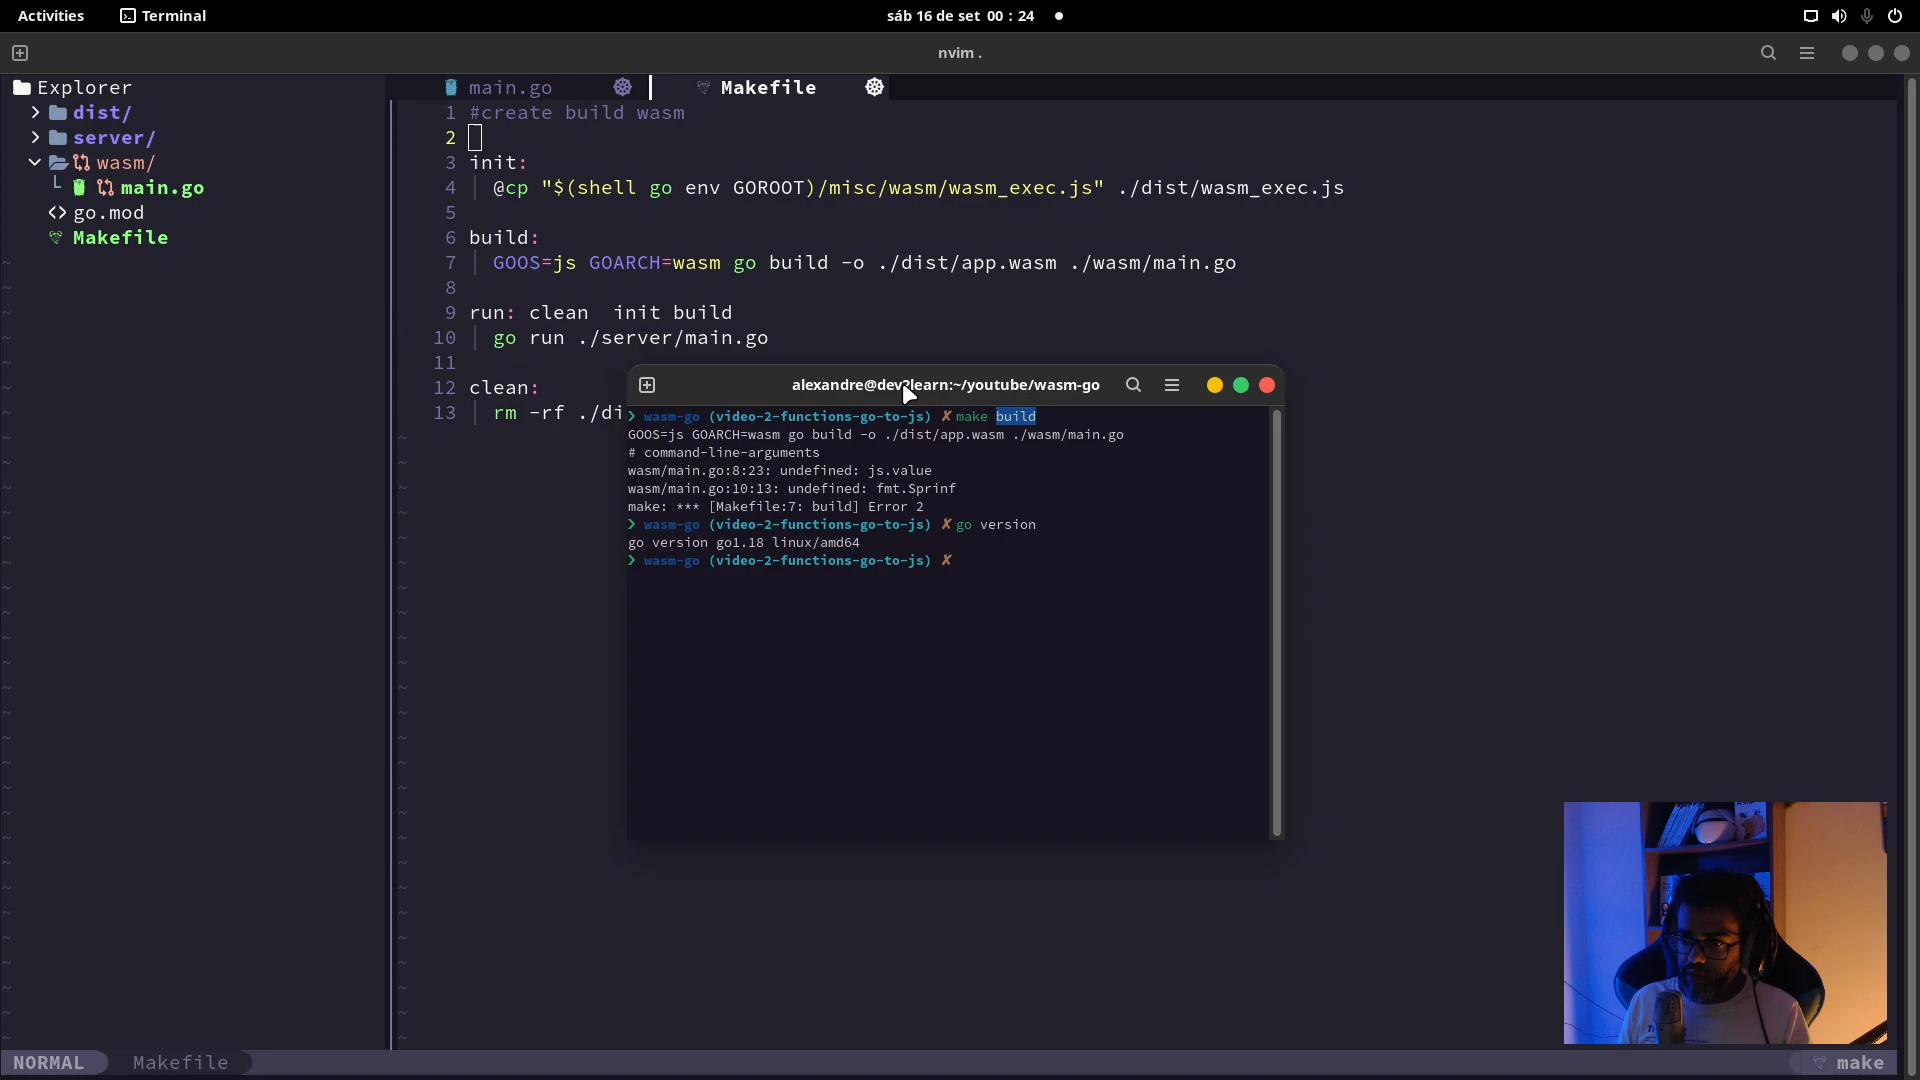 Activities
Terminal
sáb 16 de set 00 : 24
nvim .
Explorer
dist/
server/
wasm/
main.go
go.mod
Makefile
main.go
Makefile
1 #create build wasm
2
3 init:
4 @cp "$(shell go env GOROOT)/misc/wasm/wasm_exec.js" ./dist/wasm_exec.js
5
6 build:
7 GOOS=js GOARCH=wasm go build -o ./dist/app.wasm ./wasm/main.go
8
9 run: clean  init build
10 go run ./server/main.go
11
12 clean:
13 rm -rf ./di
alexandre@dev2learn:~/youtube/wasm-go
❯ wasm-go (video-2-functions-go-to-js) ✗ make build
GOOS=js GOARCH=wasm go build -o ./dist/app.wasm ./wasm/main.go
# command-line-arguments
wasm/main.go:8:23: undefined: js.value
wasm/main.go:10:13: undefined: fmt.Sprinf
make: *** [Makefile:7: build] Error 2
❯ wasm-go (video-2-functions-go-to-js) ✗ go version
go version go1.18 linux/amd64
❯ wasm-go (video-2-functions-go-to-js) ✗
NORMAL
Makefile
make